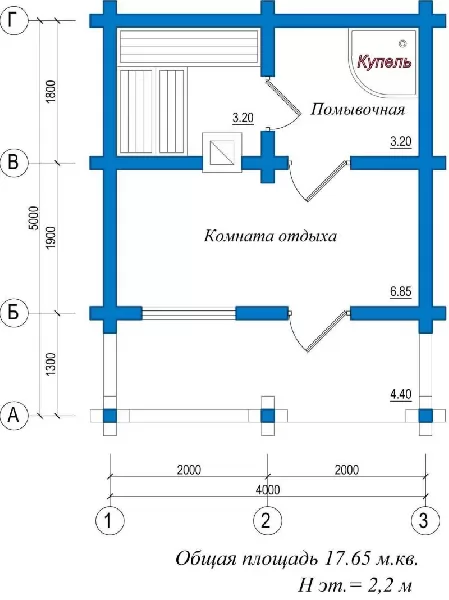 Г
Купель
1800
Помывочная
3.20
3.20
В
5000
1900
Комната отдыха
6.85
Б
1300
4.40
А
2000
2000
4000
1
2
3
Общая площадь 17.65 м.кв.
Н эт.= 2,2 м